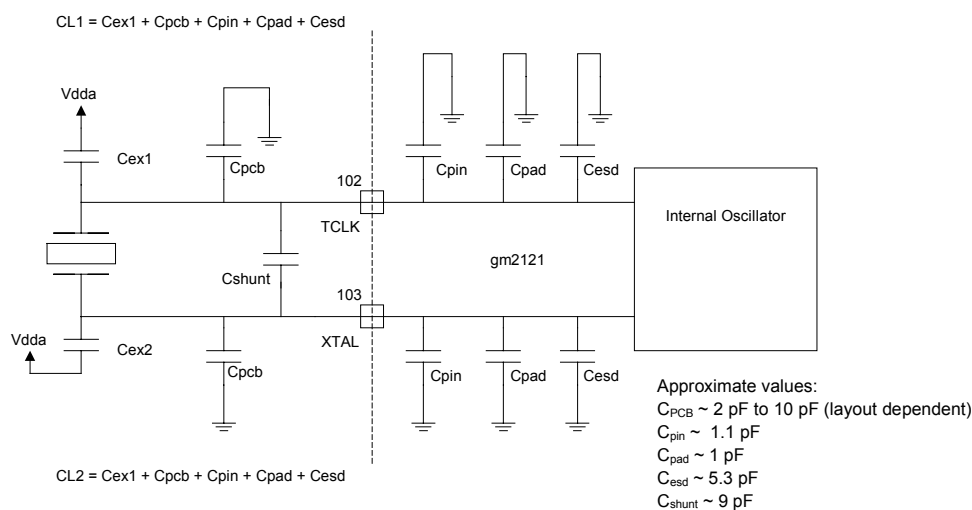 CL1 = Cex1 + Cpcb + Cpin + Cpad + Cesd
Vdda
Cex1
Cpcb
Cpin
Cpad
Cesd
102
TCLK
Internal Oscillator
gm2121
Cshunt
103
XTAL
Vdda
Cex2
Cpcb
Cpin
Cpad
Cesd
Approximate values:
CPCB ~ 2 pF to 10 pF (layout dependent)
Cpin ~ 1.1 pF
Cpad ~ 1 pF
Cesd ~ 5.3 pF
Cshunt ~ 9 pF
CL2 = Cex1 + Cpcb + Cpin + Cpad + Cesd